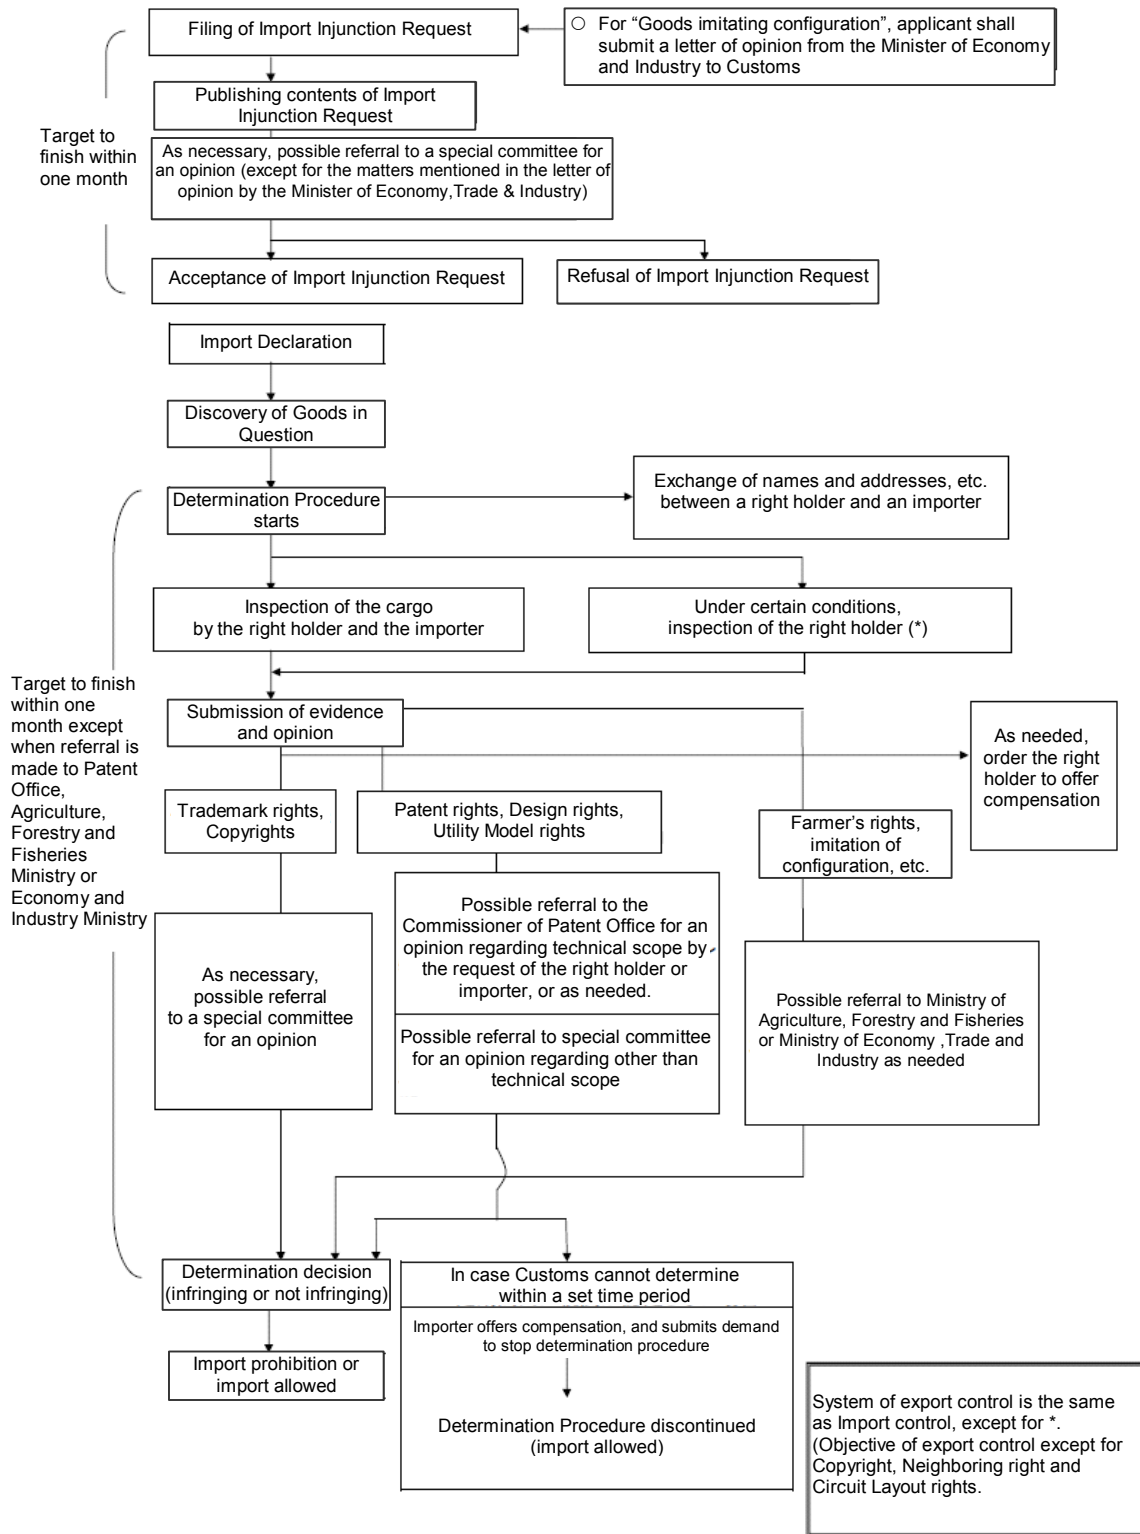 Filing of Import Injunction Request
○ For “Goods imitating configuration”, applicant shall
submit a letter of opinion from the Minister of Economy
and Industry to Customs
Publishing contents of Import
Injunction Request
Target to
finish within
one month
As necessary, possible referral to a special committee for
an opinion (except for the matters mentioned in the letter of
opinion by the Minister of Economy,Trade & Industry)
Acceptance of Import Injunction Request
Refusal of Import Injunction Request
Import Declaration
Discovery of Goods in
Question
Determination Procedure
starts
Exchange of names and addresses, etc.
between a right holder and an importer
Inspection of the cargo
by the right holder and the importer
Under certain conditions,
inspection of the right holder (*)
Target to finish
within one
month except
when referral is
made to Patent
Office,
Agriculture,
Forestry and
Fisheries
Ministry or
Economy and
Industry Ministry
Submission of evidence
and opinion
As needed,
order the right
holder to offer
compensation
Trademark rights,
Copyrights
Patent rights, Design rights,
Utility Model rights
Farmer’s rights,
imitation of
configuration, etc.
As necessary,
possible referral
to a special committee
for an opinion
Possible referral to the
Commissioner of Patent Office for an
opinion regarding technical scope by
the request of the right holder or
importer, or as needed.
Possible referral to special committee
for an opinion regarding other than
technical scope
Possible referral to Ministry of
Agriculture, Forestry and Fisheries
or Ministry of Economy ,Trade and
Industry as needed
Determination decision
(infringing or not infringing)
In case Customs cannot determine
within a set time period
Importer offers compensation, and submits demand
to stop determination procedure
Import prohibition or
import allowed
Determination Procedure discontinued
(import allowed)
System of export control is the same
as Import control, except for *.
(Objective of export control except for
Copyright, Neighboring right and
Circuit Layout rights.